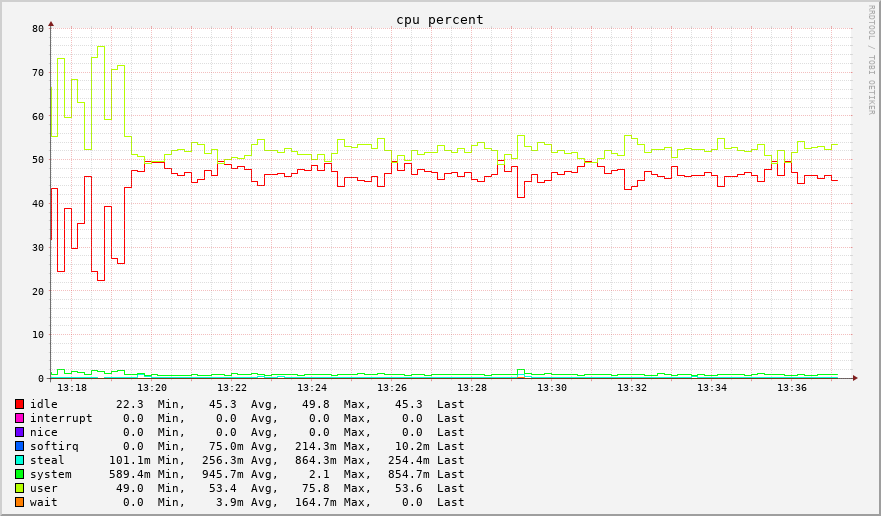 cpu percent
RRDTOOL / TOBI OETIKER
80
70
60
50
40
30
20
10
0
13:18 13:20 13:22 13:24 13:26 13:28 13:30 13:32 13:34 13:36
idle 22.3 Min, 45.3 Avg, 49.8 Max, 45.3 Last
interrupt 0.0 Min, 0.0 Avg, 0.0 Max, 0.0 Last
nice 0.0 Min, 0.0 Avg, 0.0 Max, 0.0 Last
softirq 0.0 Min, 75.0m Avg, 214.3m Max, 10.2m Last
steal 101.1m Min, 256.3m Avg, 864.3m Max, 254.4m Last
system 589.4m Min, 945.7m Avg, 2.1 Max, 854.7m Last
user 49.0 Min, 53.4 Avg, 75.8 Max, 53.6 Last
wait 0.0 Min, 3.9m Avg, 164.7m Max, 0.0 Last